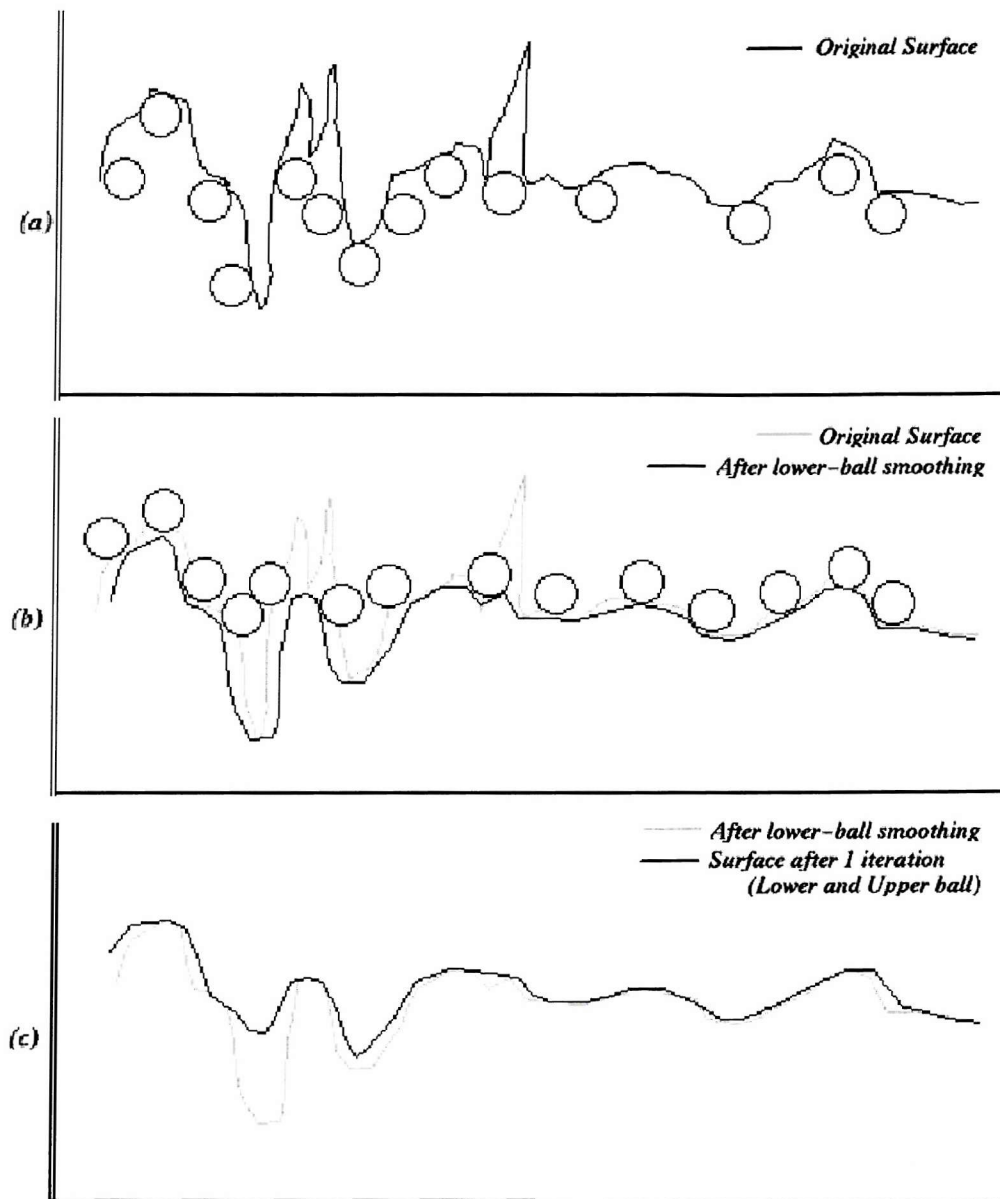 Original Surface
(a)
Original Surface
After lower-ball smoothing
(b)
After lower-ball smoothing
Surface after 1 iteration
(Lower and Upper ball)
(c)